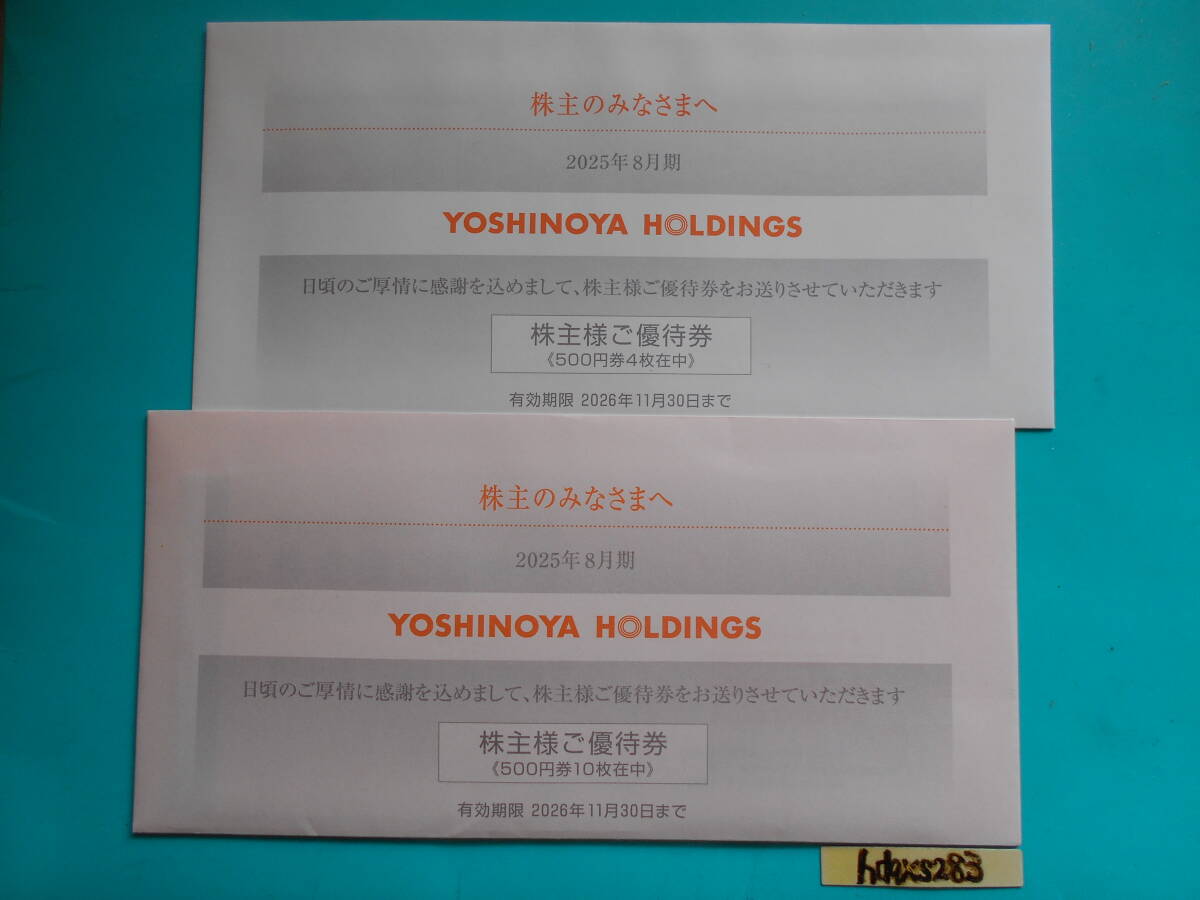 株主のみなさまへ
2025年8月期
YOSHINOYA HOLDINGS
日頃のご厚情に感謝を込めまして、株主様ご優待券をお送りさせていただきます
株主様ご優待券
《500円券4枚在中》
有効期限 2026年11月30日まで
株主のみなさまへ
2025年8月期
YOSHINOYA HOLDINGS
日頃のご厚情に感謝を込めまして、株主様ご優待券をお送りさせていただきます
株主様ご優待券
《500円券10枚在中》
有効期限 2026年11月30日まで